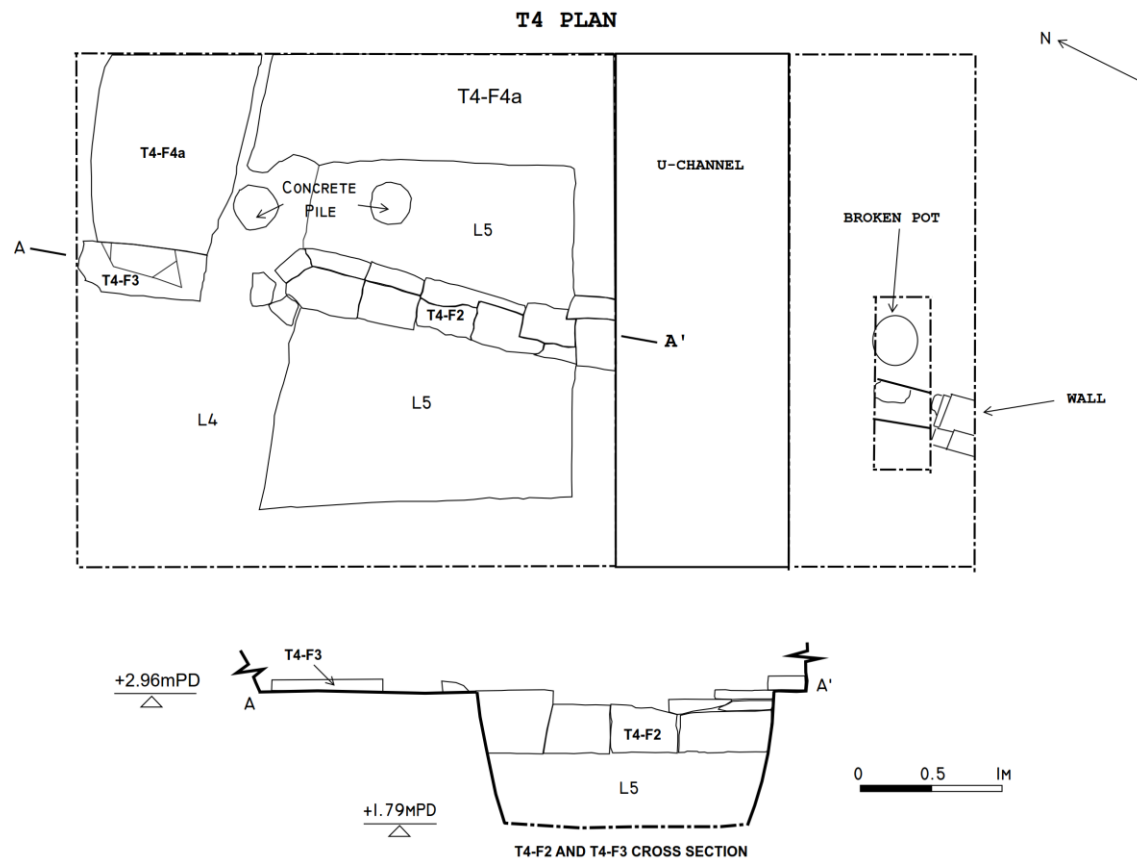 T4 PLAN
N
T4-F4a
T4-F4a
U-CHANNEL
CONCRETE
PILE
BROKEN POT
L5
A
T4-F3
T4-F2
A'
L5
L4
WALL
T4-F3
+2.96mPD
A
A'
T4-F2
0 0.5 1M
L5
+1.79MPD
T4-F2 AND T4-F3 CROSS SECTION